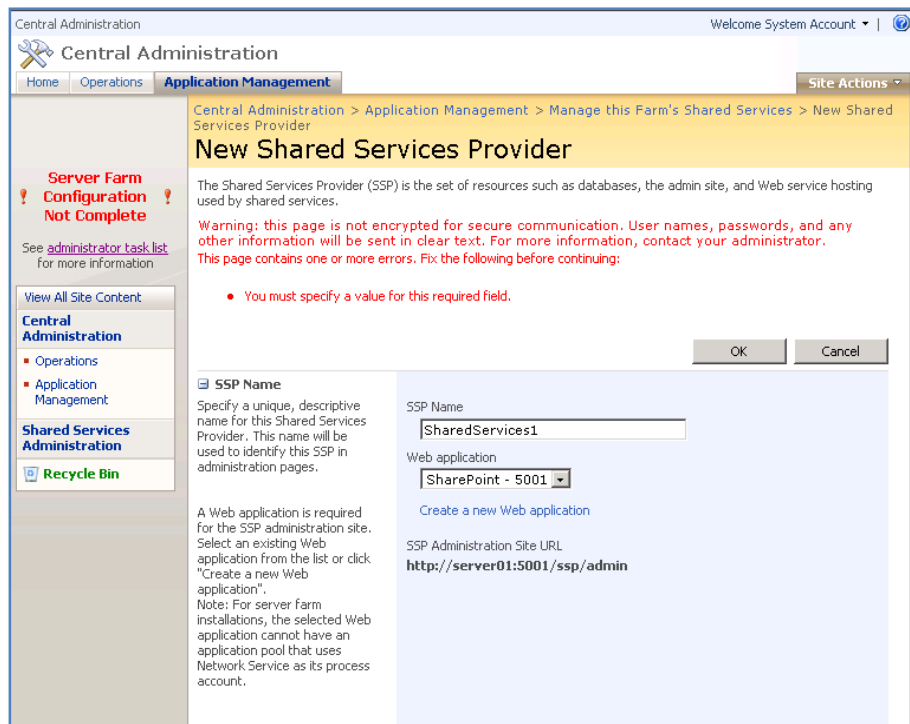 Central Administration
Welcome System Account
Central Administration
Home Operations Application Management
Site Actions
Central Administration > Application Management > Manage this Farm's Shared Services > New Shared
Services Provider
New Shared Services Provider
Server Farm
! Configuration !
Not Complete
See administrator task list
for more information
View All Site Content
Central
Administration
Operations
Application
Management
Shared Services
Administration
Recycle Bin
The Shared Services Provider (SSP) is the set of resources such as databases, the admin site, and Web service hosting
used by shared services.
Warning: this page is not encrypted for secure communication. User names, passwords, and any
other information will be sent in clear text. For more information, contact your administrator.
This page contains one or more errors. Fix the following before continuing:
• You must specify a value for this required field.
OK Cancel
SSP Name
Specify a unique, descriptive
name for this Shared Services
Provider. This name will be
used to identify this SSP in
administration pages.
A Web application is required
for the SSP administration site.
Select an existing Web
application from the list or click
"Create a new Web
application".
Note: For server farm
installations, the selected Web
application cannot have an
application pool that uses
Network Service as its process
account.
SSP Name
SharedServices1
Web application
SharePoint - 5001
Create a new Web application
SSP Administration Site URL
http://server01:5001/ssp/admin